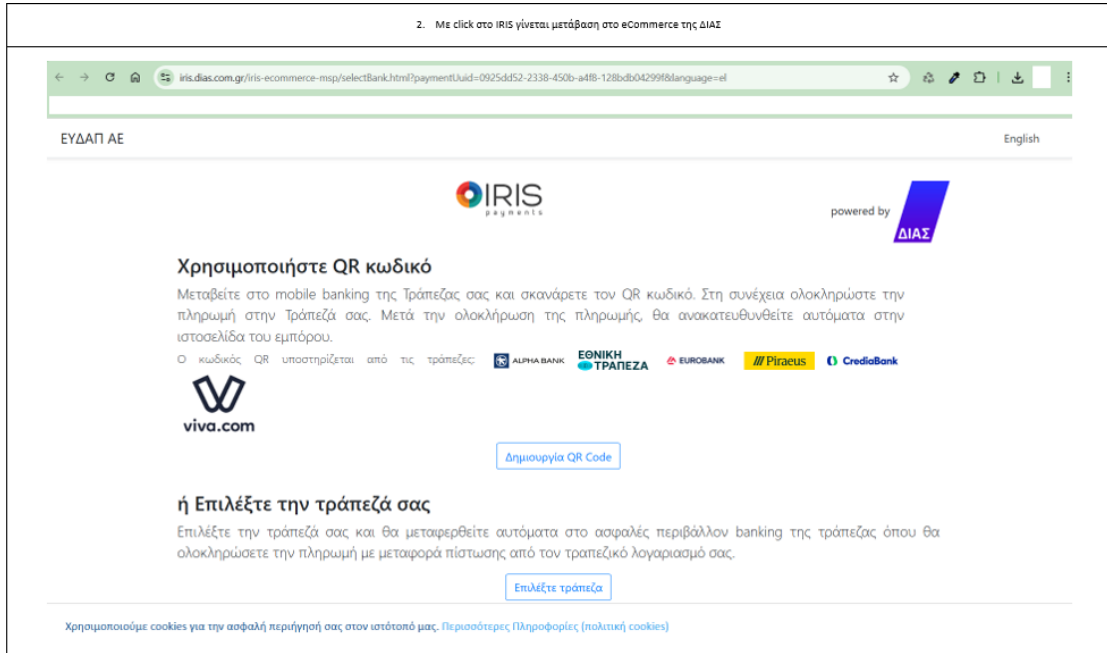 2. Με click στο IRIS γίνεται μετάβαση στο eCommerce της ΔΙΑΣ
iris.dias.com.gr/iris-ecommerce-msp/selectBank.html?paymentUuid=0925dd52-2338-450b-a4f8-128bdb04299f&language=el
ΕΥΔΑΠ ΑΕ
English
IRIS
payments
powered by
ΔΙΑΣ
Χρησιμοποιήστε QR κωδικό
Μεταβείτε στο mobile banking της Τράπεζας σας και σκανάρετε τον QR κωδικό. Στη συνέχεια ολοκληρώστε την
πληρωμή στην Τράπεζά σας. Μετά την ολοκλήρωση της πληρωμής, θα ανακατευθυνθείτε αυτόματα στην
ιστοσελίδα του εμπόρου.
Ο κωδικός QR υποστηρίζεται από τις τράπεζες: ALPHA BANK ΕΘΝΙΚΗ ΤΡΑΠΕΖΑ EUROBANK Piraeus CrediaBank
viva.com
Δημιουργία QR Code
ή Επιλέξτε την τράπεζά σας
Επιλέξτε την τράπεζά σας και θα μεταφερθείτε αυτόματα στο ασφαλές περιβάλλον banking της τράπεζας όπου θα
ολοκληρώσετε την πληρωμή με μεταφορά πίστωσης από τον τραπεζικό λογαριασμό σας.
Επιλέξτε τράπεζα
Χρησιμοποιούμε cookies για την ασφαλή περιήγησή σας στον ιστότοπό μας. Περισσότερες Πληροφορίες (πολιτική cookies)